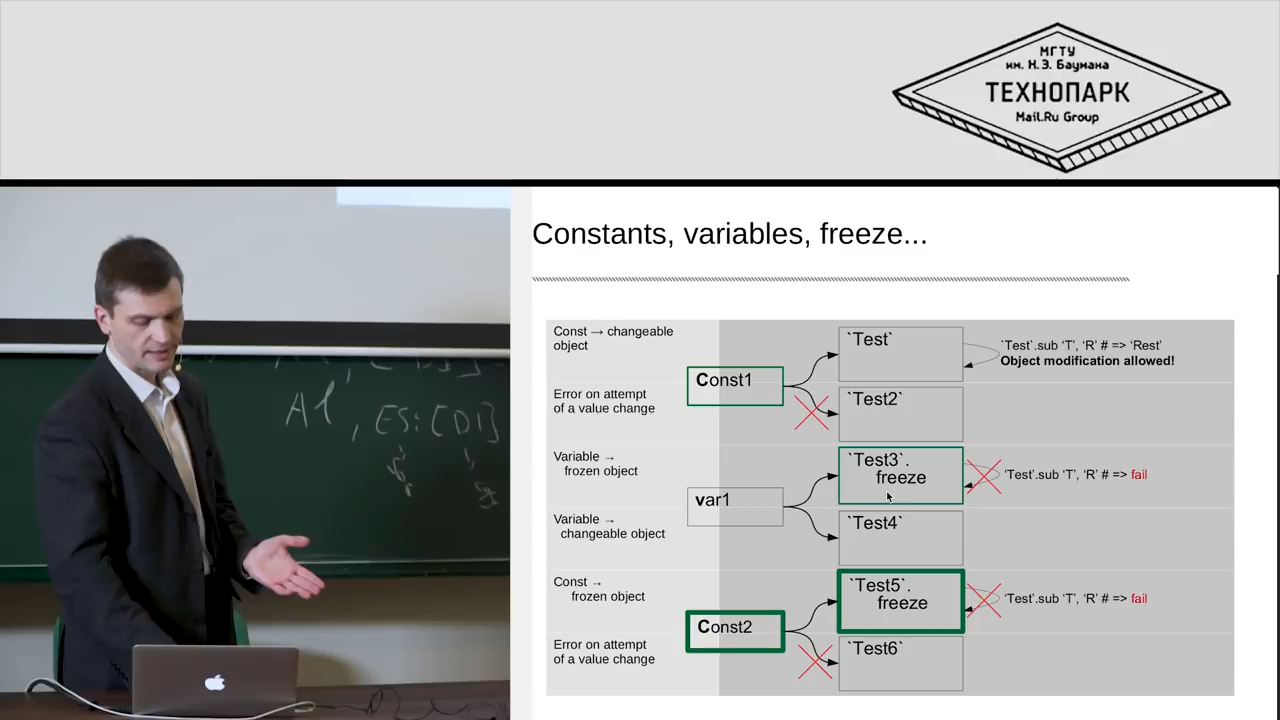 МГТУ
им. Н.Э. Баумана
ТЕХНОПАРК
Mail.Ru Group
Constants, variables, freeze...
Const → changeable
object
Const1
`Test`
`Test`.sub ‘T’, ‘R’ # => ‘Rest’
Object modification allowed!
Error on attempt
of a value change
`Test2`
Variable →
frozen object
var1
`Test3`.
freeze
‘Test’.sub ‘T’, ‘R’ # => fail
Variable →
changeable object
`Test4`
Const →
frozen object
Const2
`Test5`.
freeze
‘Test’.sub ‘T’, ‘R’ # => fail
Error on attempt
of a value change
`Test6`
Al, ES:[DI]